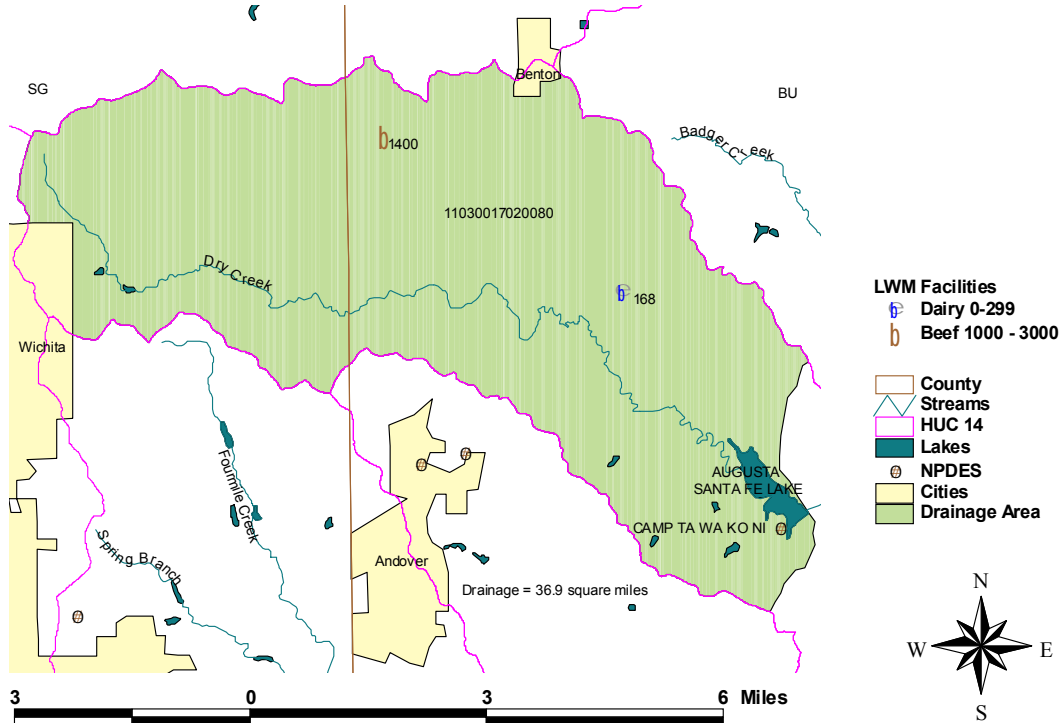 SG
Benton
BU
Badger Creek
1400
11030017020080
Dry Creek
168
Wichita
Fourmile Creek
AUGUSTA
SANTA FE LAKE
CAMP TA WA KO NI
Spring Branch
Andover
Drainage = 36.9 square miles
LWM Facilities
Dairy 0-299
Beef 1000 - 3000
County
Streams
HUC 14
Lakes
NPDES
Cities
Drainage Area
N
W
E
S
3 0 3 6 Miles